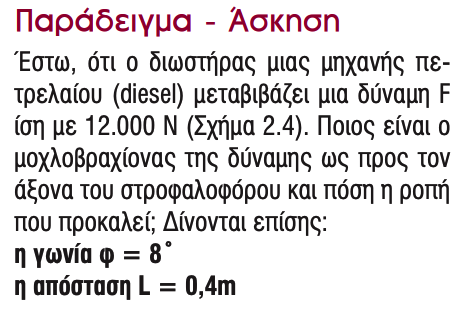 Παράδειγμα - Άσκηση
Έστω, ότι ο διωστήρας μιας μηχανής πε-
τρελαίου (diesel) μεταβιβάζει μια δύναμη F
ίση με 12.000 N (Σχήμα 2.4). Ποιος είναι ο
μοχλοβραχίονας της δύναμης ως προς τον
άξονα του στροφαλοφόρου και πόση η ροπή
που προκαλεί; Δίνονται επίσης:
η γωνία φ = 8°
η απόσταση L = 0,4m